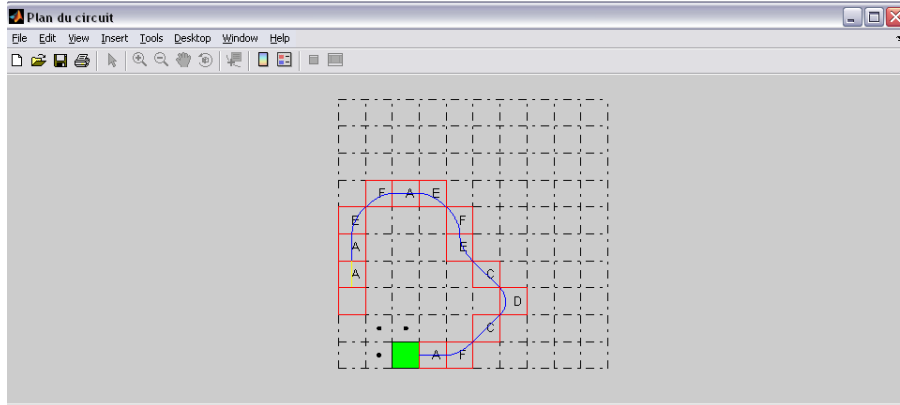 Plan du circuit
File Edit View Insert Tools Desktop Window Help
F A E
E F
A E
A C
D
C
A F